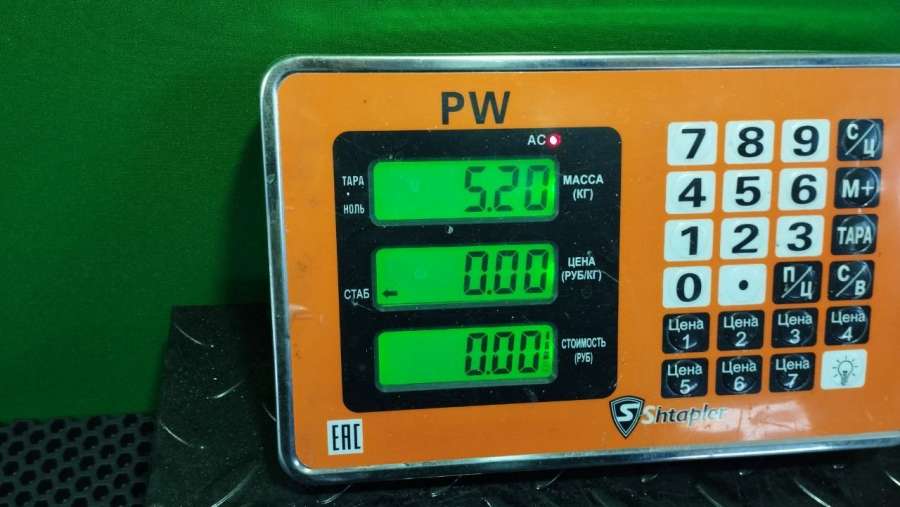 PW
AC
ТАРА
НОЛЬ
5.20
МАССА
(КГ)
СТАБ
0.00
ЦЕНА
(РУБ/КГ)
0.00
СТОИМОСТЬ
(РУБ)
7 8 9 С/Ц
4 5 6 М+
1 2 3 ТАРА
0 . П/Ц С/В
Цена 1 Цена 2 Цена 3 Цена 4
Цена 5 Цена 6 Цена 7
S Shtapler
EAC